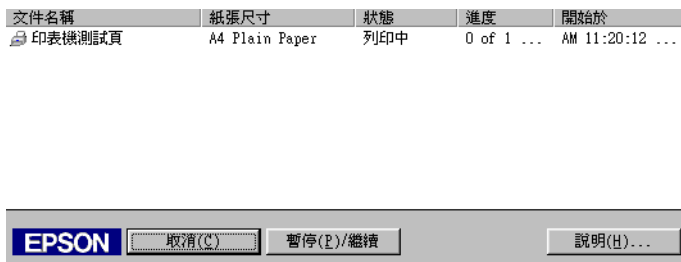 文件名稱 紙張尺寸 狀態 進度 開始於
印表機測試頁 A4 Plain Paper 列印中 0 of 1 ... AM 11:20:12 ...
EPSON 取消(C) 暫停(P)/繼續 説明(H)...